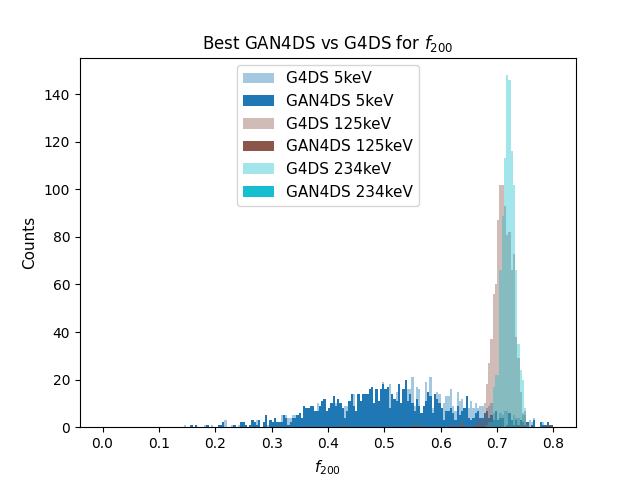 Best GAN4DS vs G4DS for f200
G4DS 5keV
GAN4DS 5keV
G4DS 125keV
GAN4DS 125keV
G4DS 234keV
GAN4DS 234keV
Counts
140
120
100
80
60
40
20
0
0.0 0.1 0.2 0.3 0.4 0.5 0.6 0.7 0.8
f200